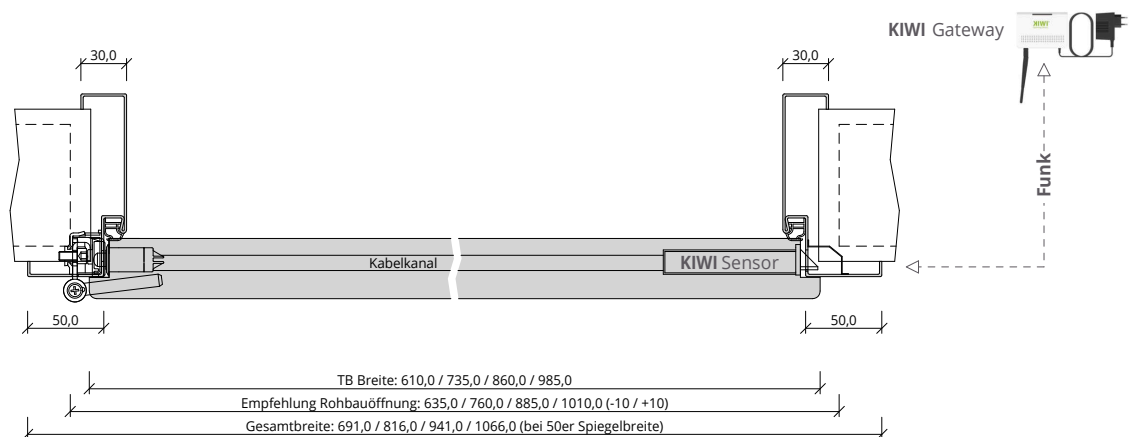 KIWI Gateway
KIWI
30,0
30,0
Funk
Kabelkanal
KIWI Sensor
50,0
50,0
TB Breite: 610,0 / 735,0 / 860,0 / 985,0
Empfehlung Rohbauöffnung: 635,0 / 760,0 / 885,0 / 1010,0 (-10 / +10)
Gesamtbreite: 691,0 / 816,0 / 941,0 / 1066,0 (bei 50er Spiegelbreite)